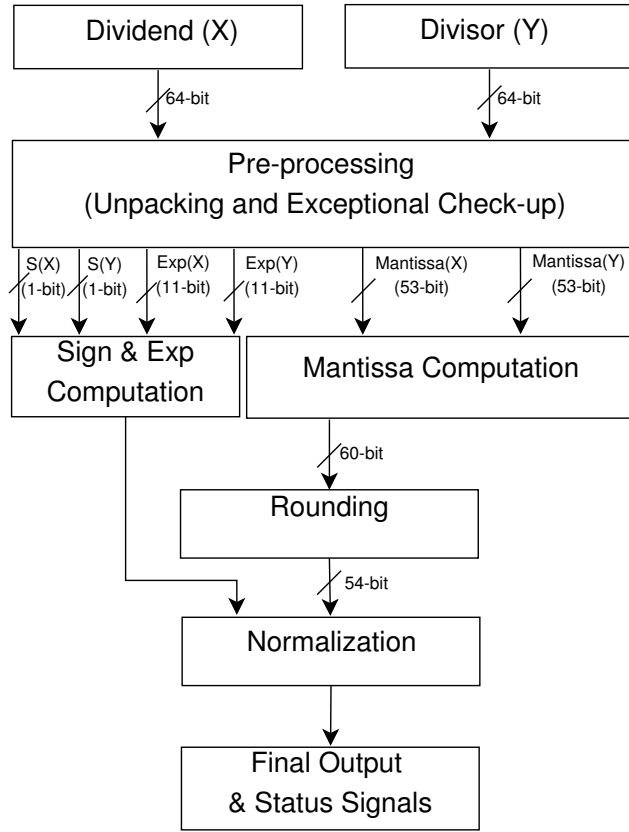 Dividend (X)
Divisor (Y)
64-bit
64-bit
Pre-processing
(Unpacking and Exceptional Check-up)
S(X)
(1-bit)
S(Y)
(1-bit)
Exp(X)
(11-bit)
Exp(Y)
(11-bit)
Mantissa(X)
(53-bit)
Mantissa(Y)
(53-bit)
Sign & Exp
Computation
Mantissa Computation
60-bit
Rounding
54-bit
Normalization
Final Output
& Status Signals